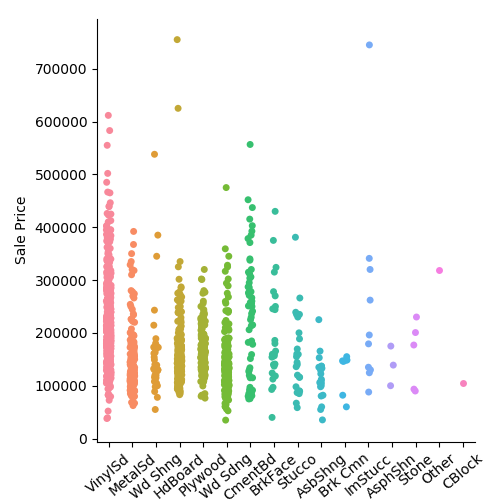 700000
600000
500000
400000
300000
200000
100000
0
Sale Price
VinylSd
MetalSd
Wd Shng
HdBoard
Plywood
Wd Sdng
CmentBd
BrkFace
Stucco
AsbShng
Brk Cmn
ImStucc
AsphShn
Stone
Other
CBlock